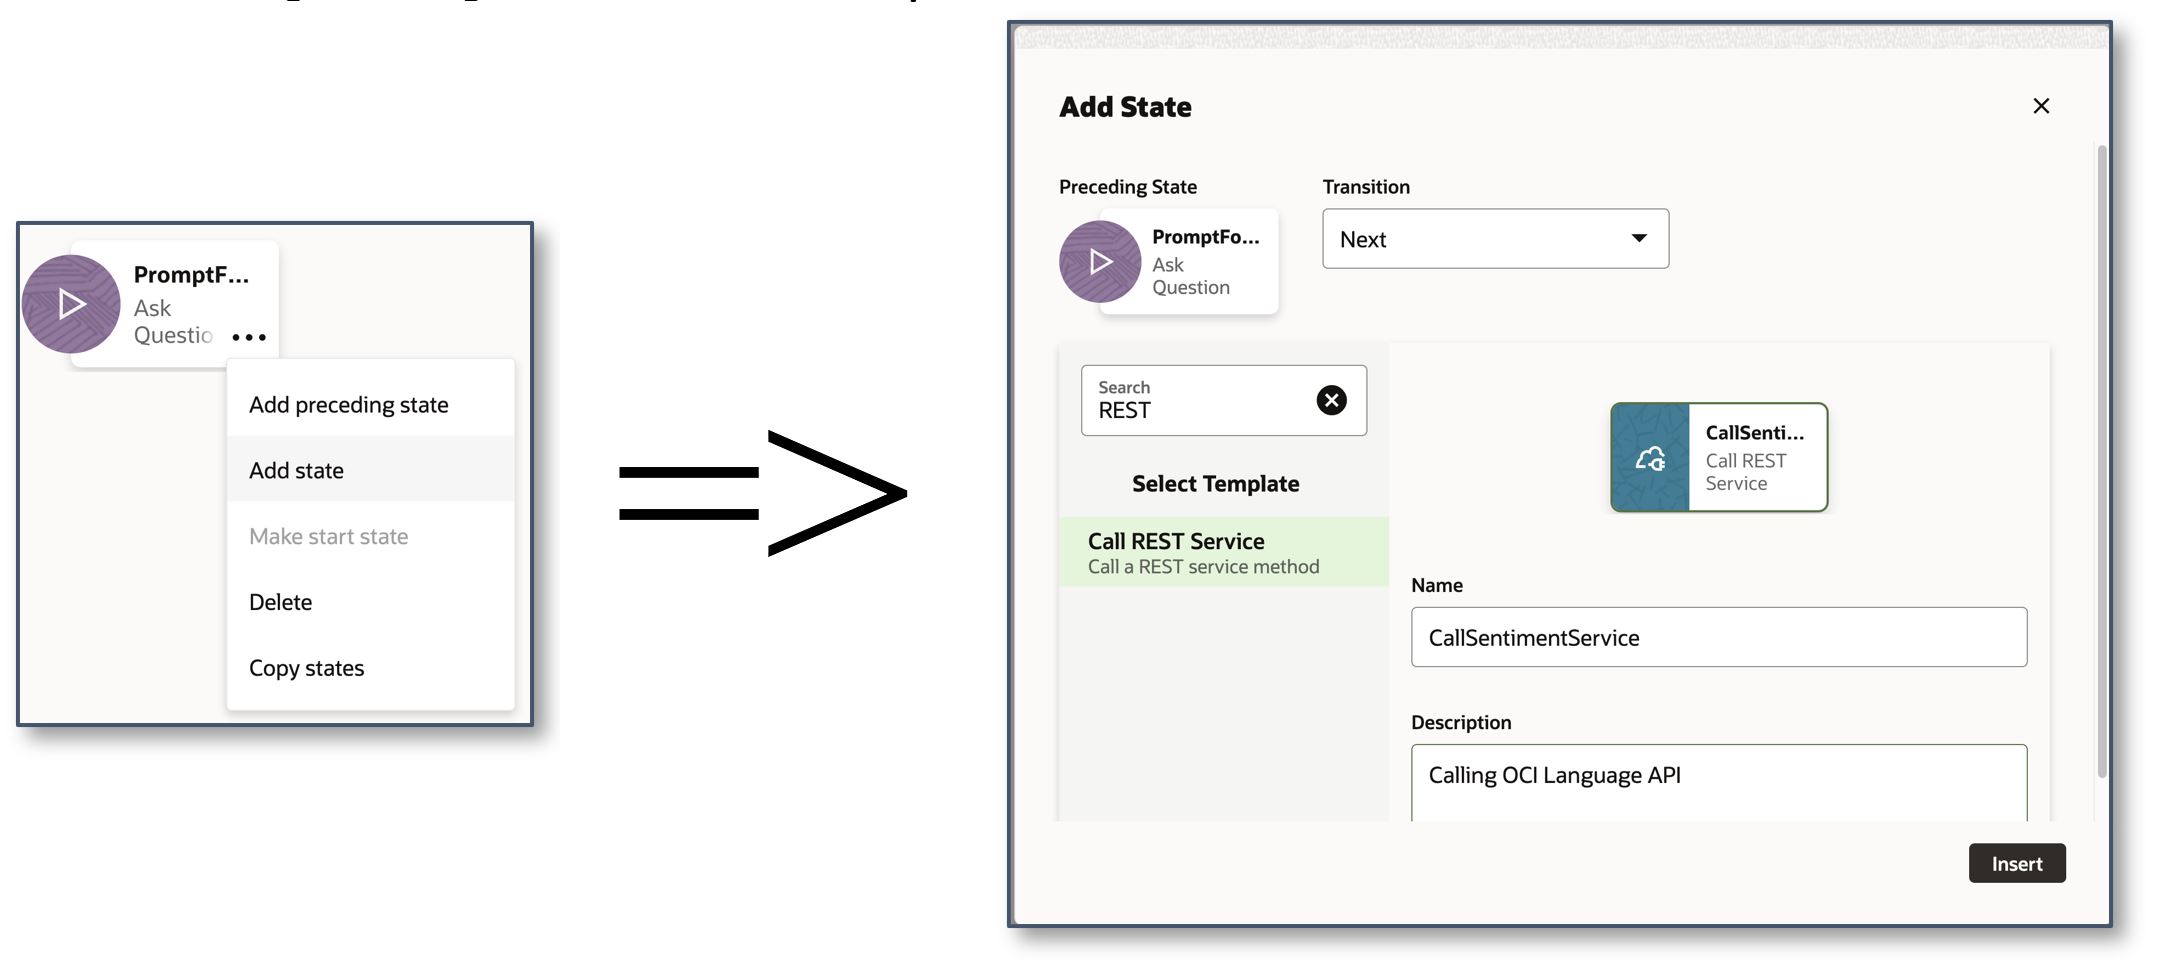 PromptF...
Ask
Questio
Add preceding state
Add state
Make start state
Delete
Copy states
=>
Add State
Preceding State
Transition
PromptFo...
Ask
Question
Next
Search
REST
Select Template
Call REST Service
Call a REST service method
CallSenti...
Call REST
Service
Name
CallSentimentService
Description
Calling OCI Language API
Insert